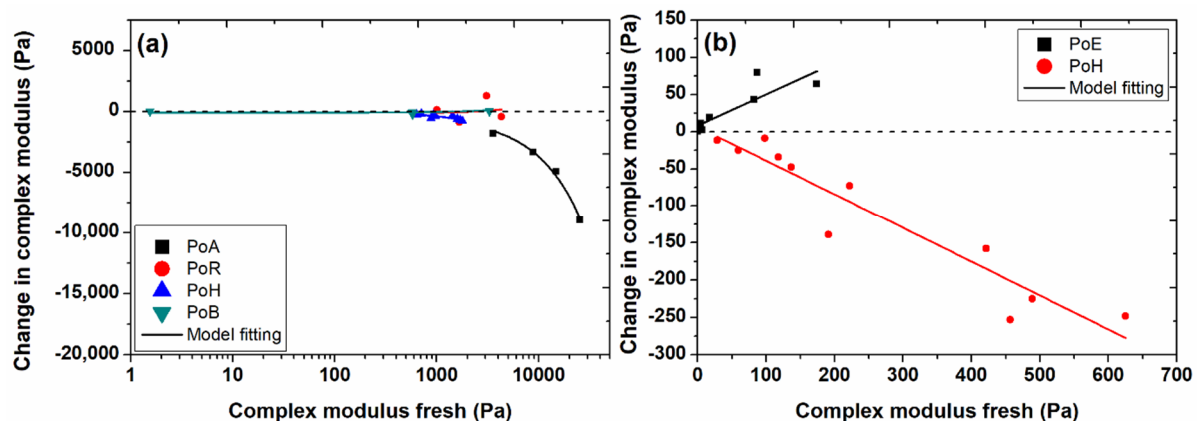 (a)
Change in complex modulus (Pa)
5000
0
-5000
-10,000
-15,000
-20,000
PoA
PoR
PoH
PoB
Model fitting
1
10
100
1000
10000
Complex modulus fresh (Pa)
(b)
Change in complex modulus (Pa)
150
100
50
0
-50
-100
-150
-200
-250
-300
PoE
PoH
Model fitting
0
100
200
300
400
500
600
700
Complex modulus fresh (Pa)